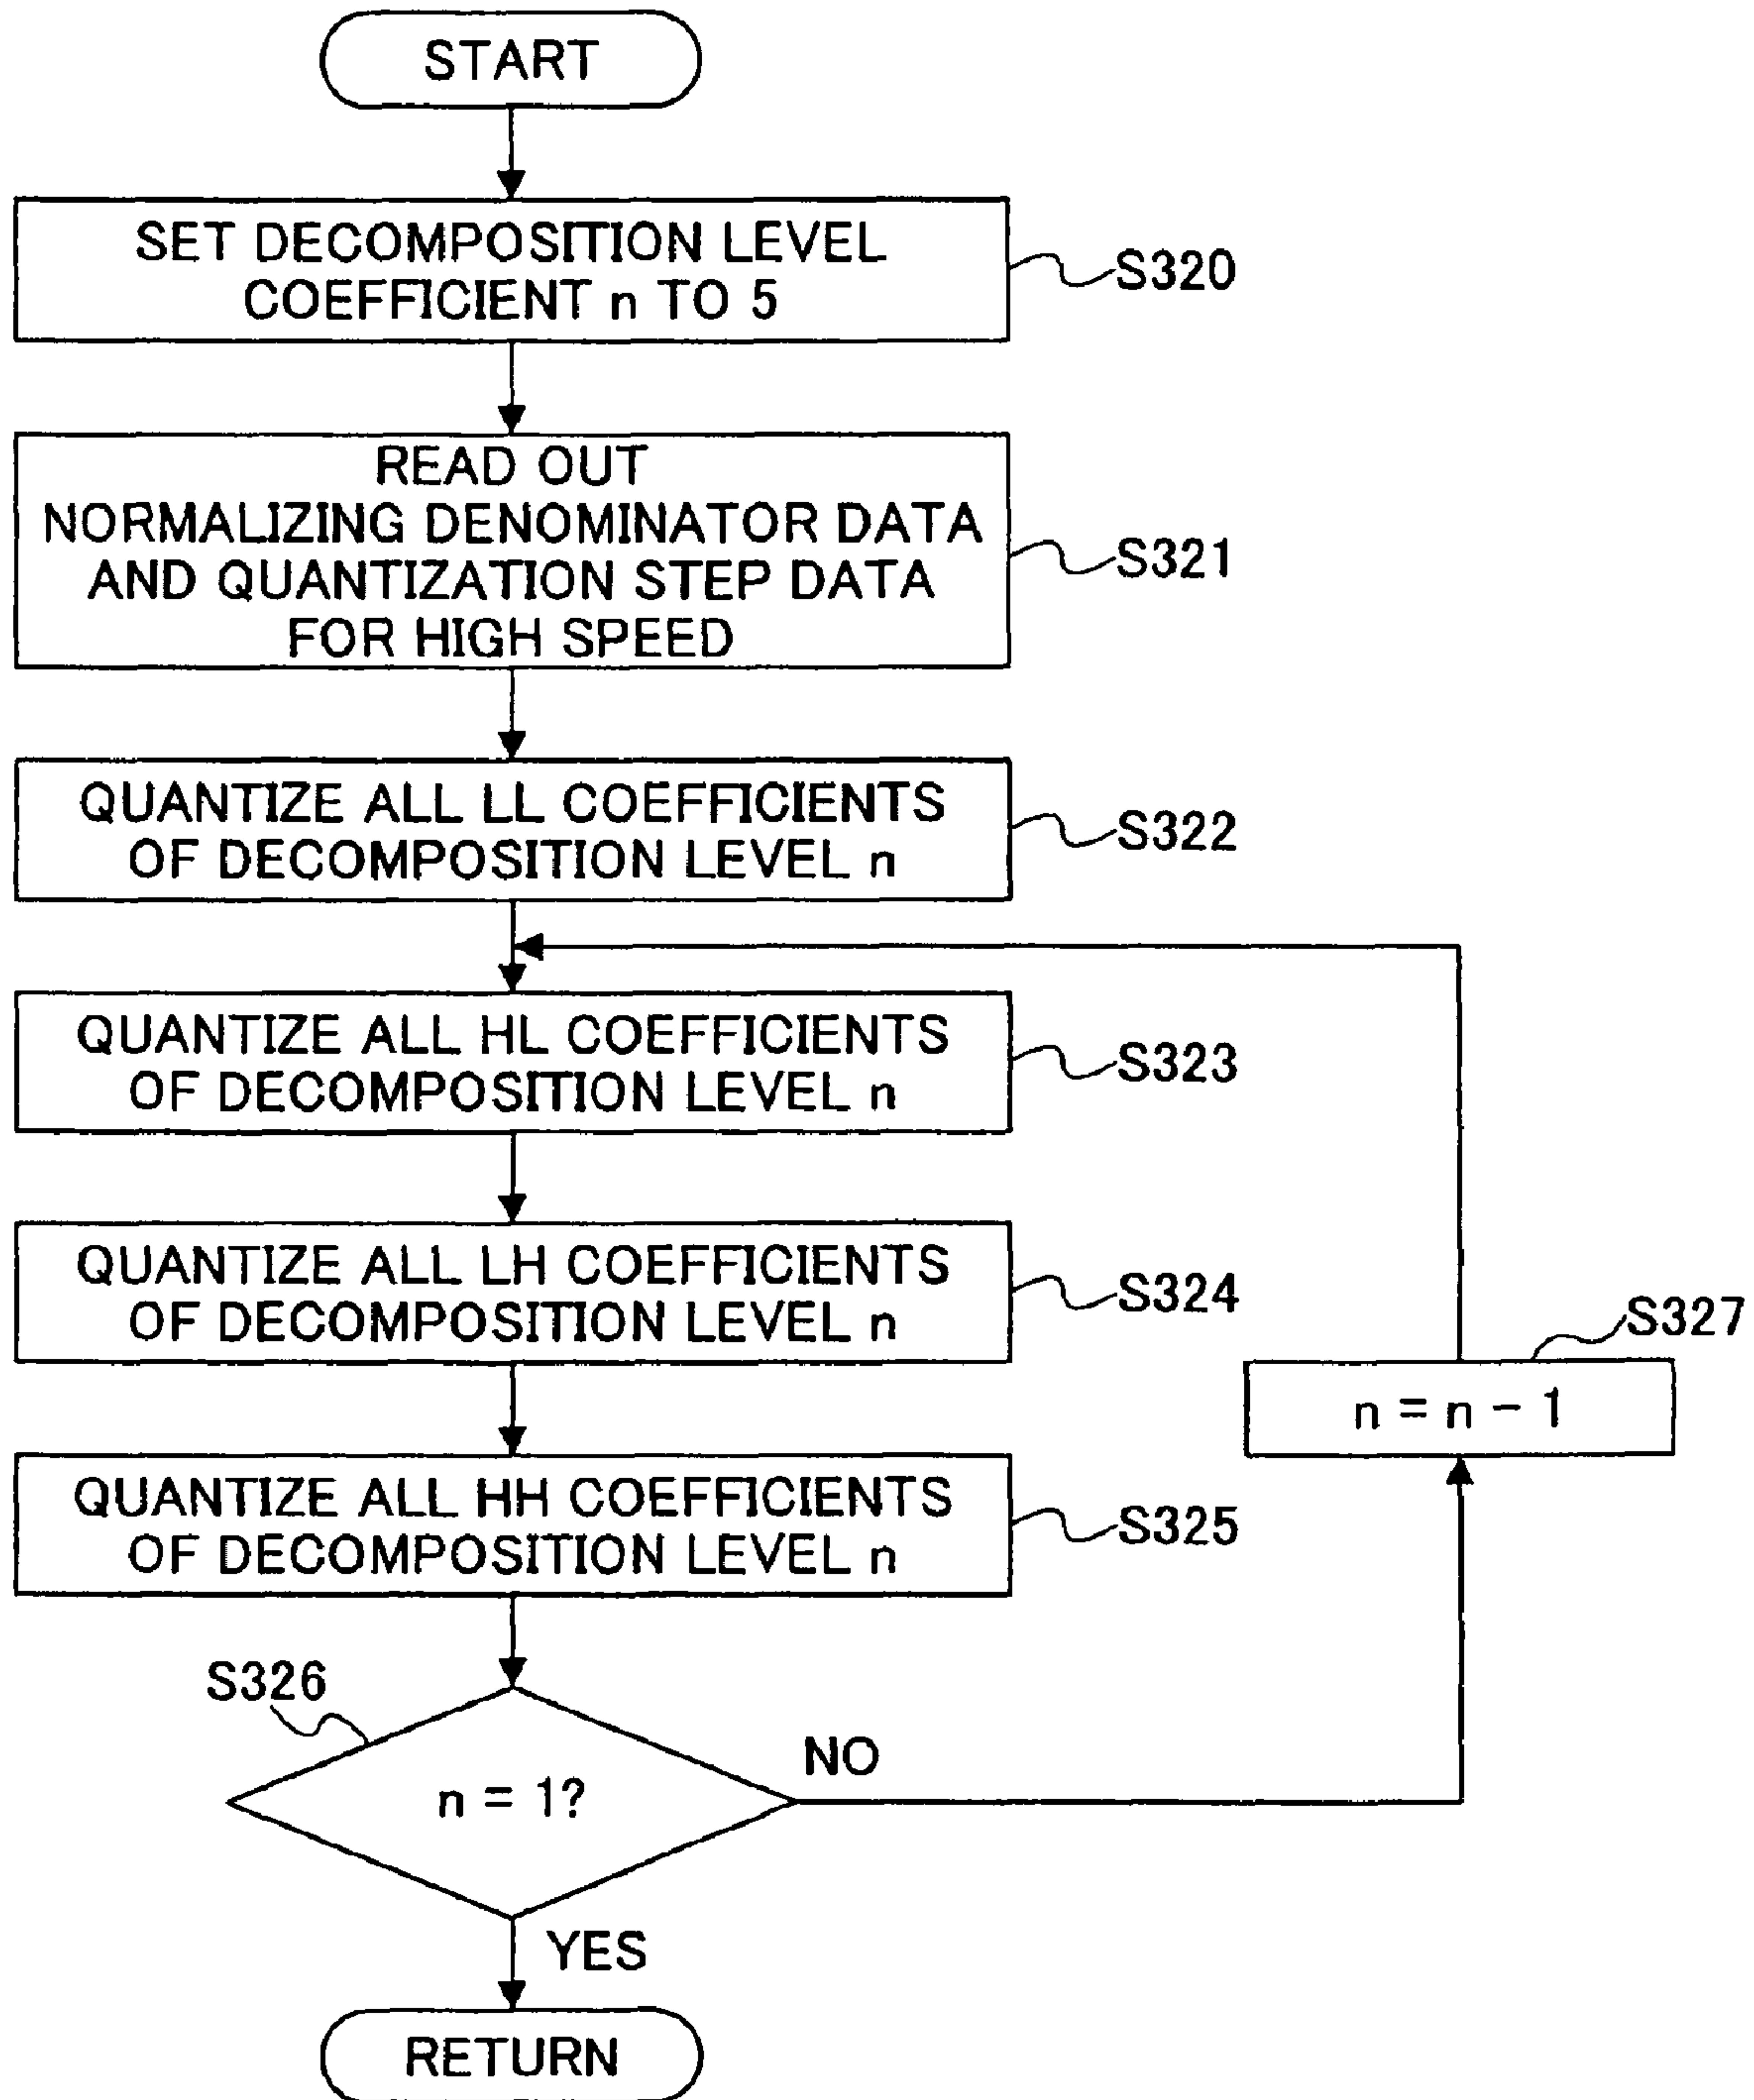 START
SET DECOMPOSITION LEVEL
COEFFICIENT n TO 5
S320
READ OUT
NORMALIZING DENOMINATOR DATA
AND QUANTIZATION STEP DATA
FOR HIGH SPEED
S321
QUANTIZE ALL LL COEFFICIENTS
OF DECOMPOSITION LEVEL n
S322
QUANTIZE ALL HL COEFFICIENTS
OF DECOMPOSITION LEVEL n
S323
QUANTIZE ALL LH COEFFICIENTS
OF DECOMPOSITION LEVEL n
S324
S327
n = n - 1
QUANTIZE ALL HH COEFFICIENTS
OF DECOMPOSITION LEVEL n
S325
S326
n = 1?
NO
YES
RETURN